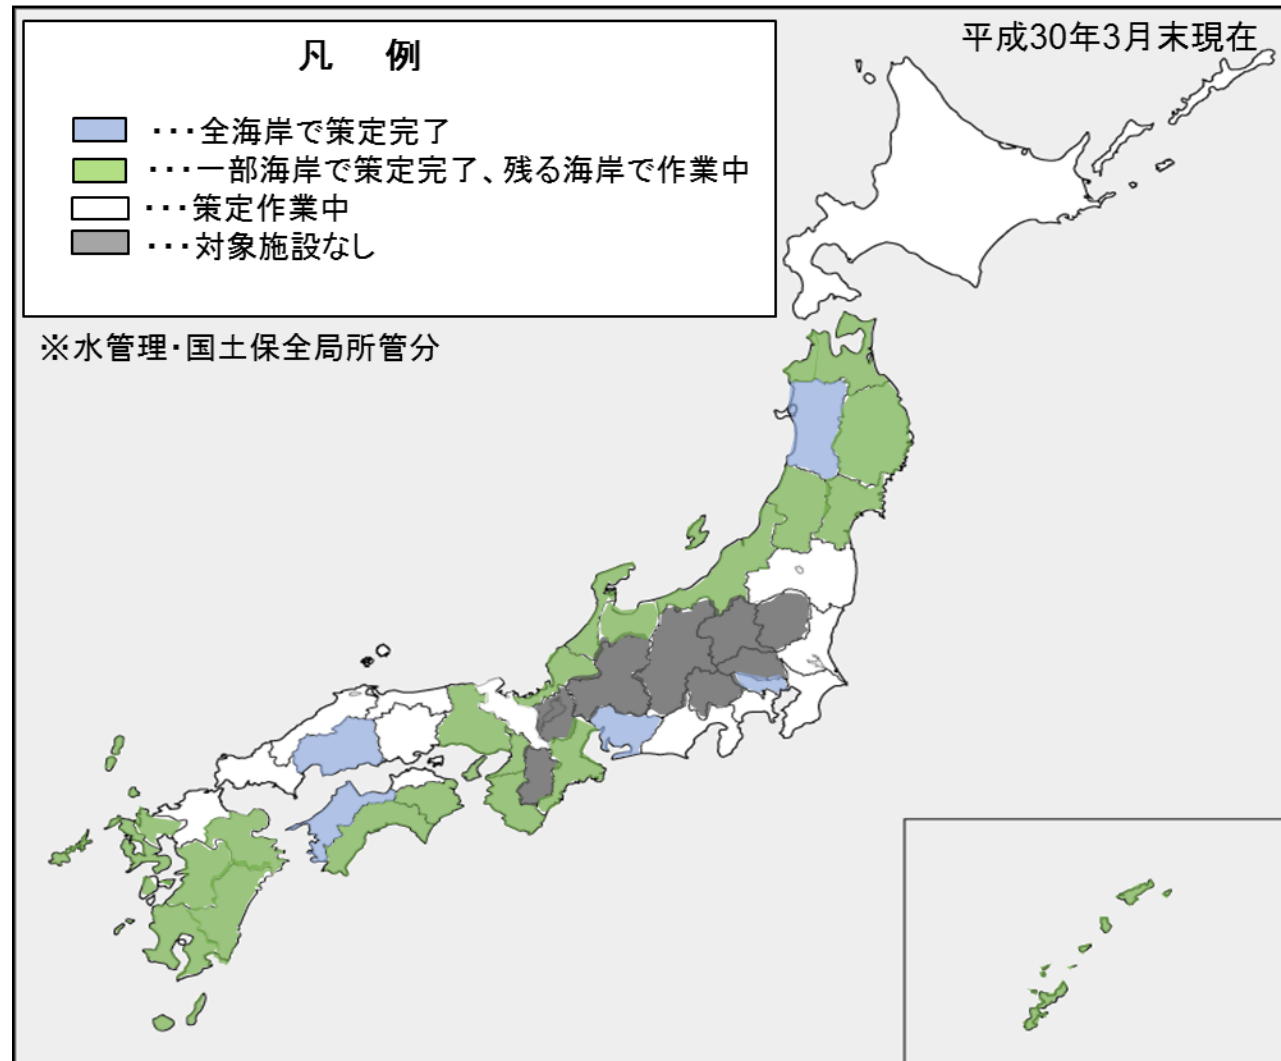 平成30年3月末現在
凡　例
・・・全海岸で策定完了
・・・一部海岸で策定完了、残る海岸で作業中
・・・策定作業中
・・・対象施設なし
※水管理・国土保全局所管分